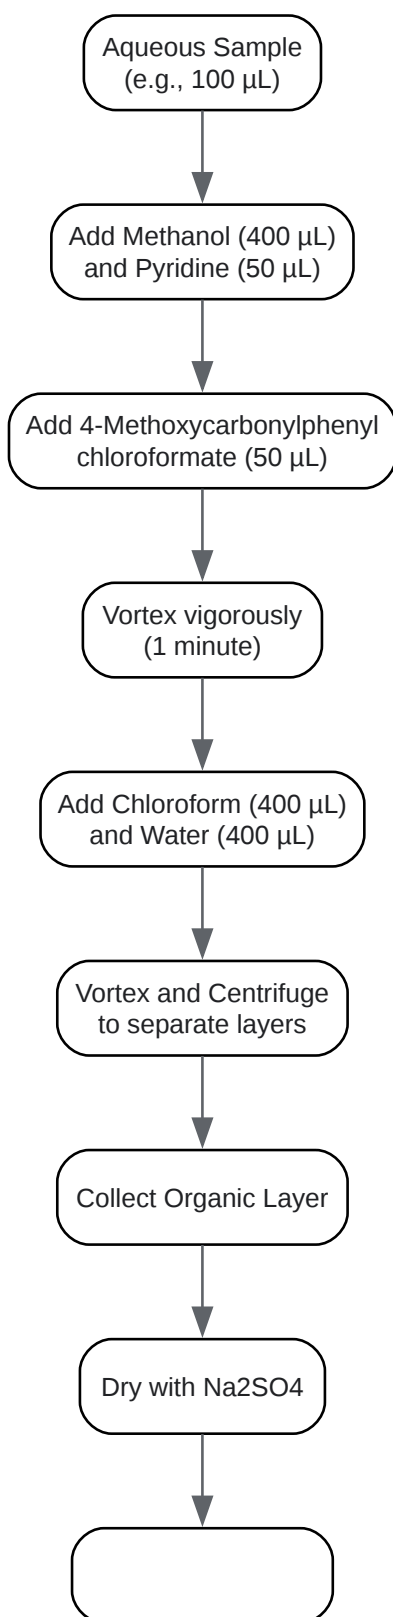 Aqueous Sample
(e.g., 100 µL)
Add Methanol (400 µL)
and Pyridine (50 µL)
Add 4-Methoxycarbonylphenyl
chloroformate (50 µL)
Vortex vigorously
(1 minute)
Add Chloroform (400 µL)
and Water (400 µL)
Vortex and Centrifuge
to separate layers
Collect Organic Layer
Dry with Na2SO4